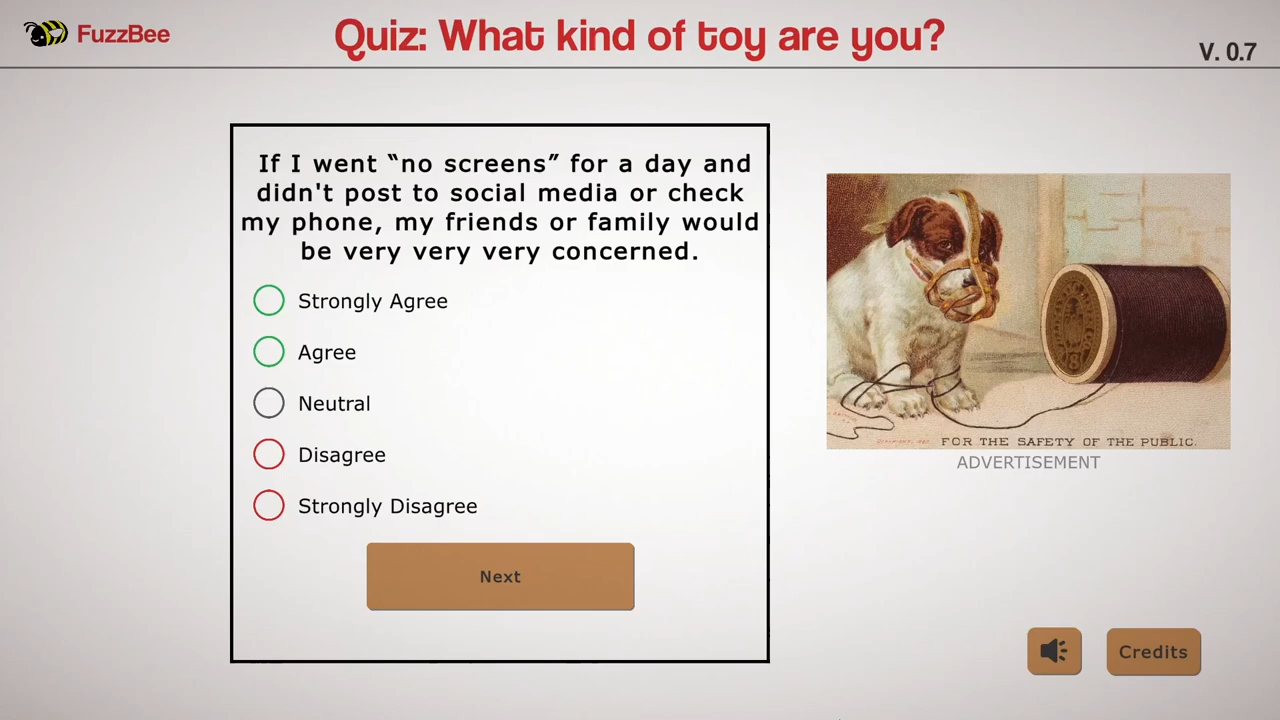 FuzzBee
Quiz: What kind of toy are you?
V. 0.7
If I went “no screens” for a day and
didn't post to social media or check
my phone, my friends or family would
be very very very concerned.
Strongly Agree
Agree
Neutral
Disagree
Strongly Disagree
Next
8
FOR THE SAFETY OF THE PUBLIC.
ADVERTISEMENT
Credits